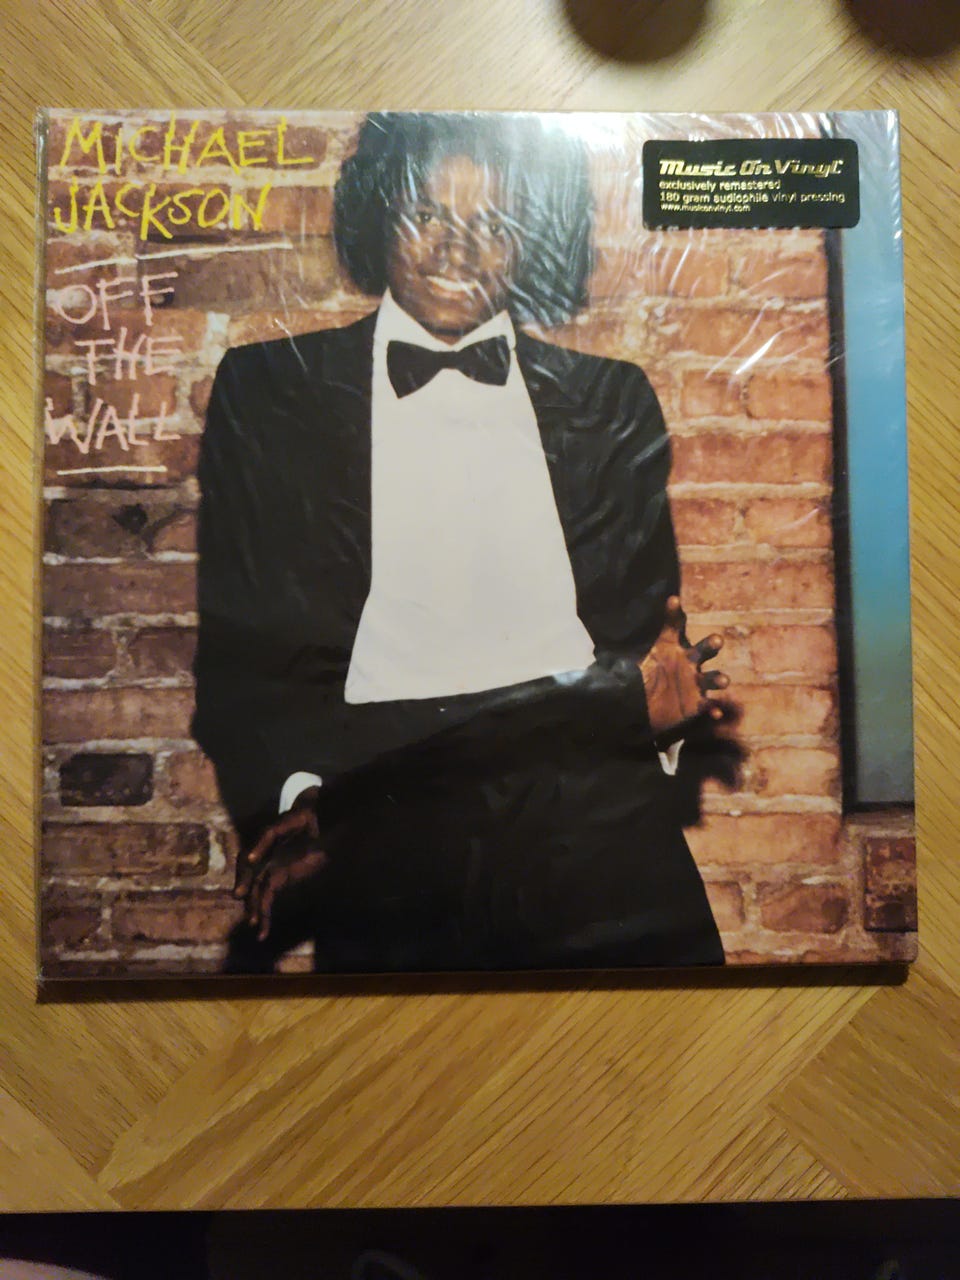 MICHAEL
JACKSON
OFF
THE
WALL
Music On Vinyl
exclusively remastered
180 gram audiophile vinyl pressing
www.musiconvinyl.com